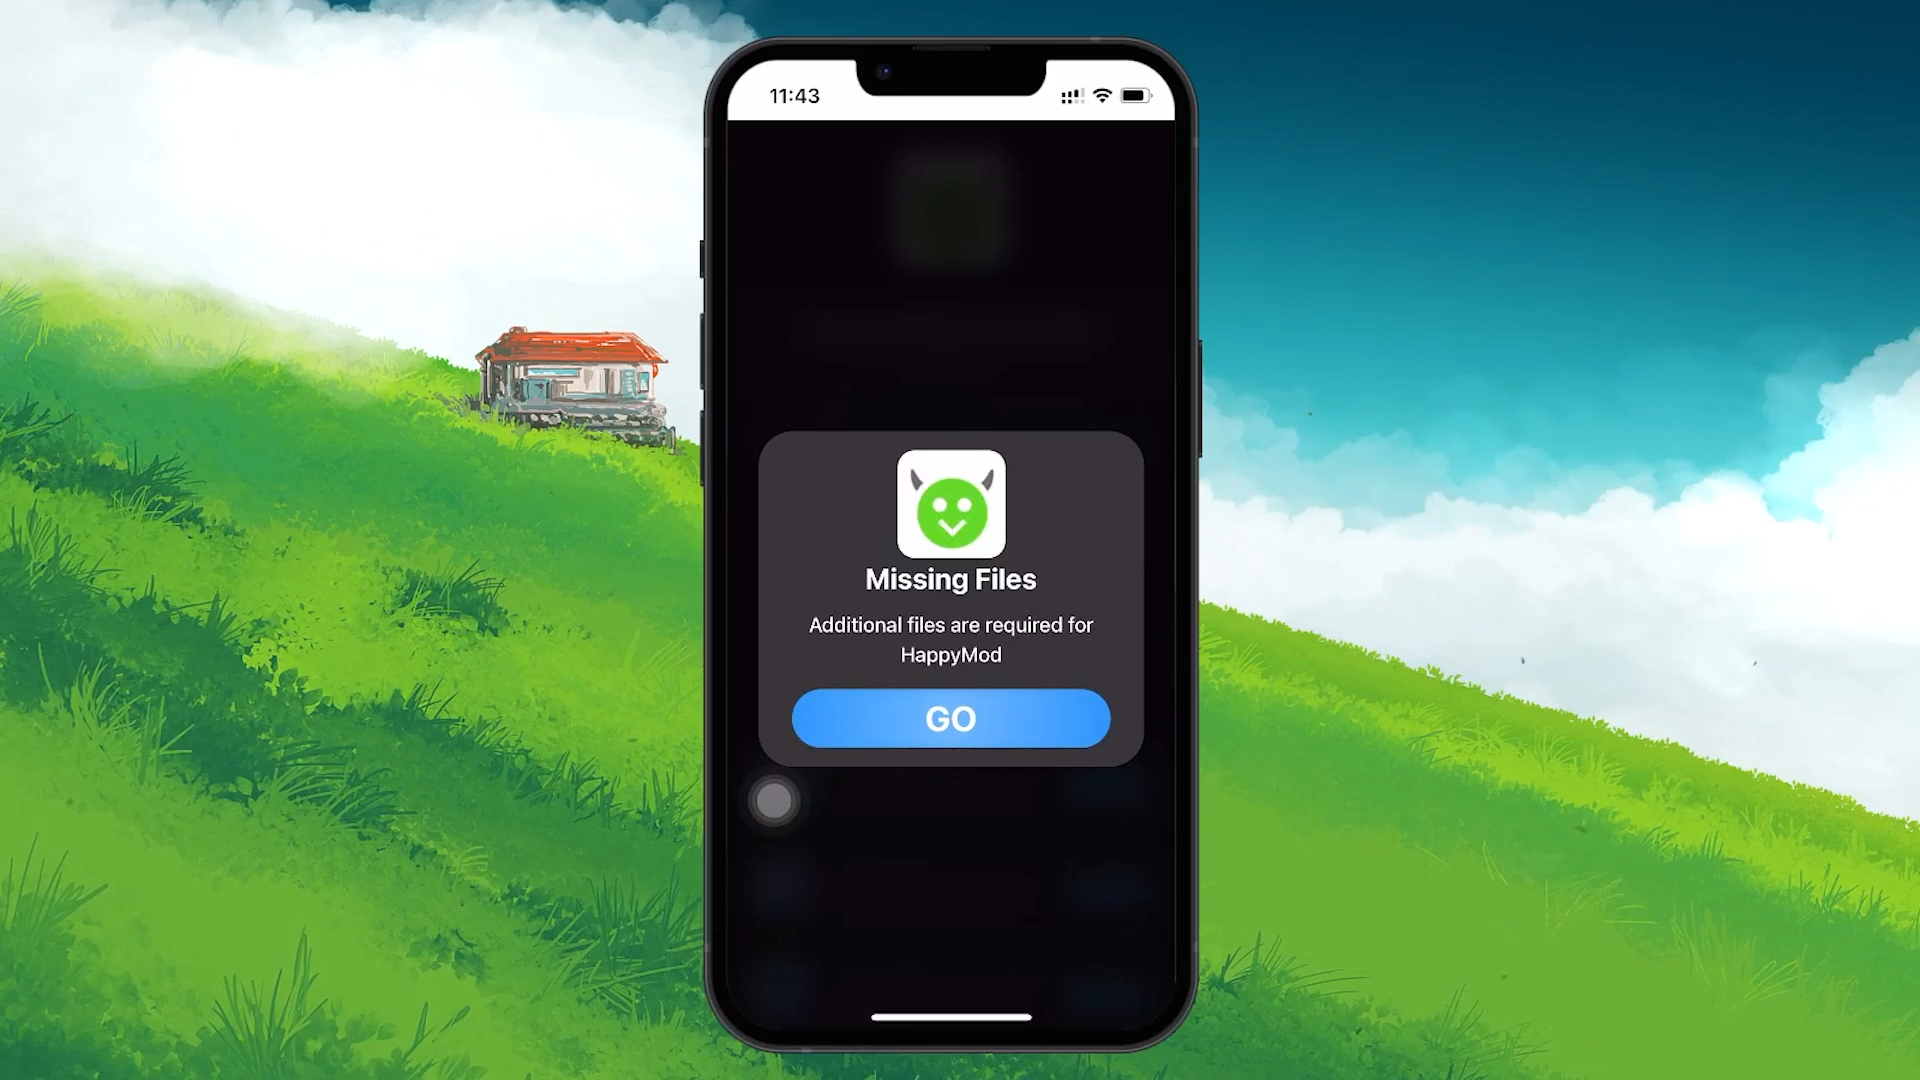 11:43
Missing Files
Additional files are required for
HappyMod
GO